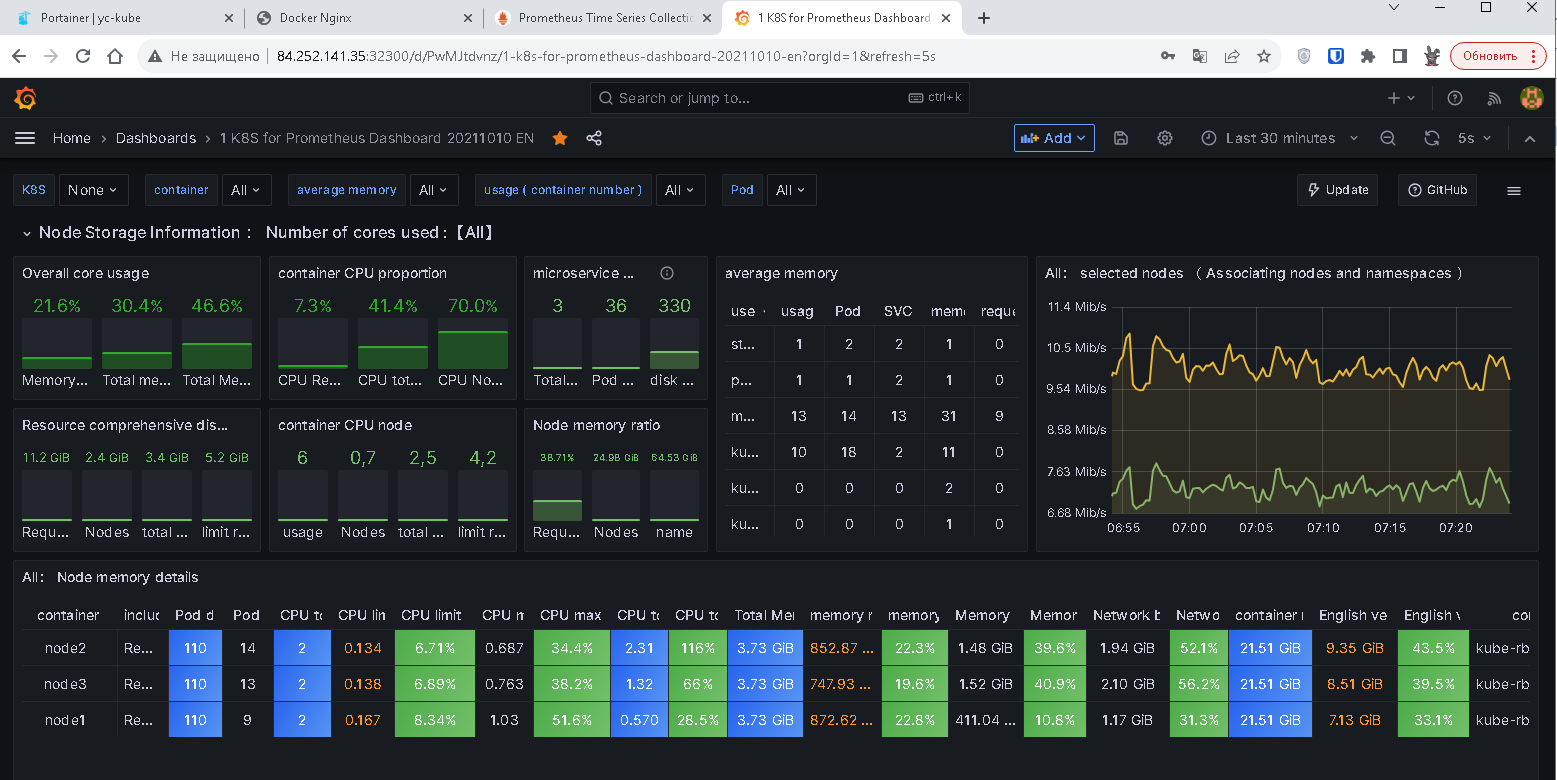 Portainer | yc-kube
Docker Nginx
Prometheus Time Series Collectio
1 K8S for Prometheus Dashboard
Не защищено
84.252.141.35:32300/d/PwMJtdvnz/1-k8s-for-prometheus-dashboard-20211010-en?orgId=1&refresh=5s
Обновить
Search or jump to...
ctrl+k
Home
Dashboards
1 K8S for Prometheus Dashboard 20211010 EN
Add
Last 30 minutes
5s
K8S None container All average memory All usage ( container number ) All Pod All Update GitHub
Node Storage Information： Number of cores used :【All】
Overall core usage
21.6% 30.4% 46.6%
Memory... Total me... Total Me...
container CPU proportion
7.3% 41.4% 70.0%
CPU Re... CPU tot... CPU No...
microservice ...
3 36 330
Total... Pod ... disk ...
Resource comprehensive dis...
11.2 GiB 2.4 GiB 3.4 GiB 5.2 GiB
Requ... Nodes total ... limit r...
container CPU node
6 0,7 2,5 4,2
usage Nodes total ... limit r...
Node memory ratio
38.71% 24.98 GiB 64.53 GiB
Requ... Nodes name
average memory
use usag Pod SVC mem requ
st... 1 2 2 1 0
p... 1 1 2 1 0
m... 13 14 13 31 9
ku... 10 18 2 11 0
ku... 0 0 0 2 0
ku... 0 0 0 1 0
All： selected nodes （ Associating nodes and namespaces ）
11.4 Mib/s
10.5 Mib/s
9.54 Mib/s
8.58 Mib/s
7.63 Mib/s
6.68 Mib/s
06:55 07:00 07:05 07:10 07:15 07:20
All： Node memory details
container includ Pod d Pod CPU to CPU lin CPU limit CPU m CPU max CPU to CPU to Total Mer memory r memory Memory Memor Network b Netwo container English ve English v con
node2 Re... 110 14 2 0.134 6.71% 0.687 34.4% 2.31 116% 3.73 GiB 852.87 ... 22.3% 1.48 GiB 39.6% 1.94 GiB 52.1% 21.51 GiB 9.35 GiB 43.5% kube-rb
node3 Re... 110 13 2 0.138 6.89% 0.763 38.2% 1.32 66% 3.73 GiB 747.93 ... 19.6% 1.52 GiB 40.9% 2.10 GiB 56.2% 21.51 GiB 8.51 GiB 39.5% kube-rb
node1 Re... 110 9 2 0.167 8.34% 1.03 51.6% 0.570 28.5% 3.73 GiB 872.62 ... 22.8% 411.04 ... 10.8% 1.17 GiB 31.3% 21.51 GiB 7.13 GiB 33.1% kube-rb